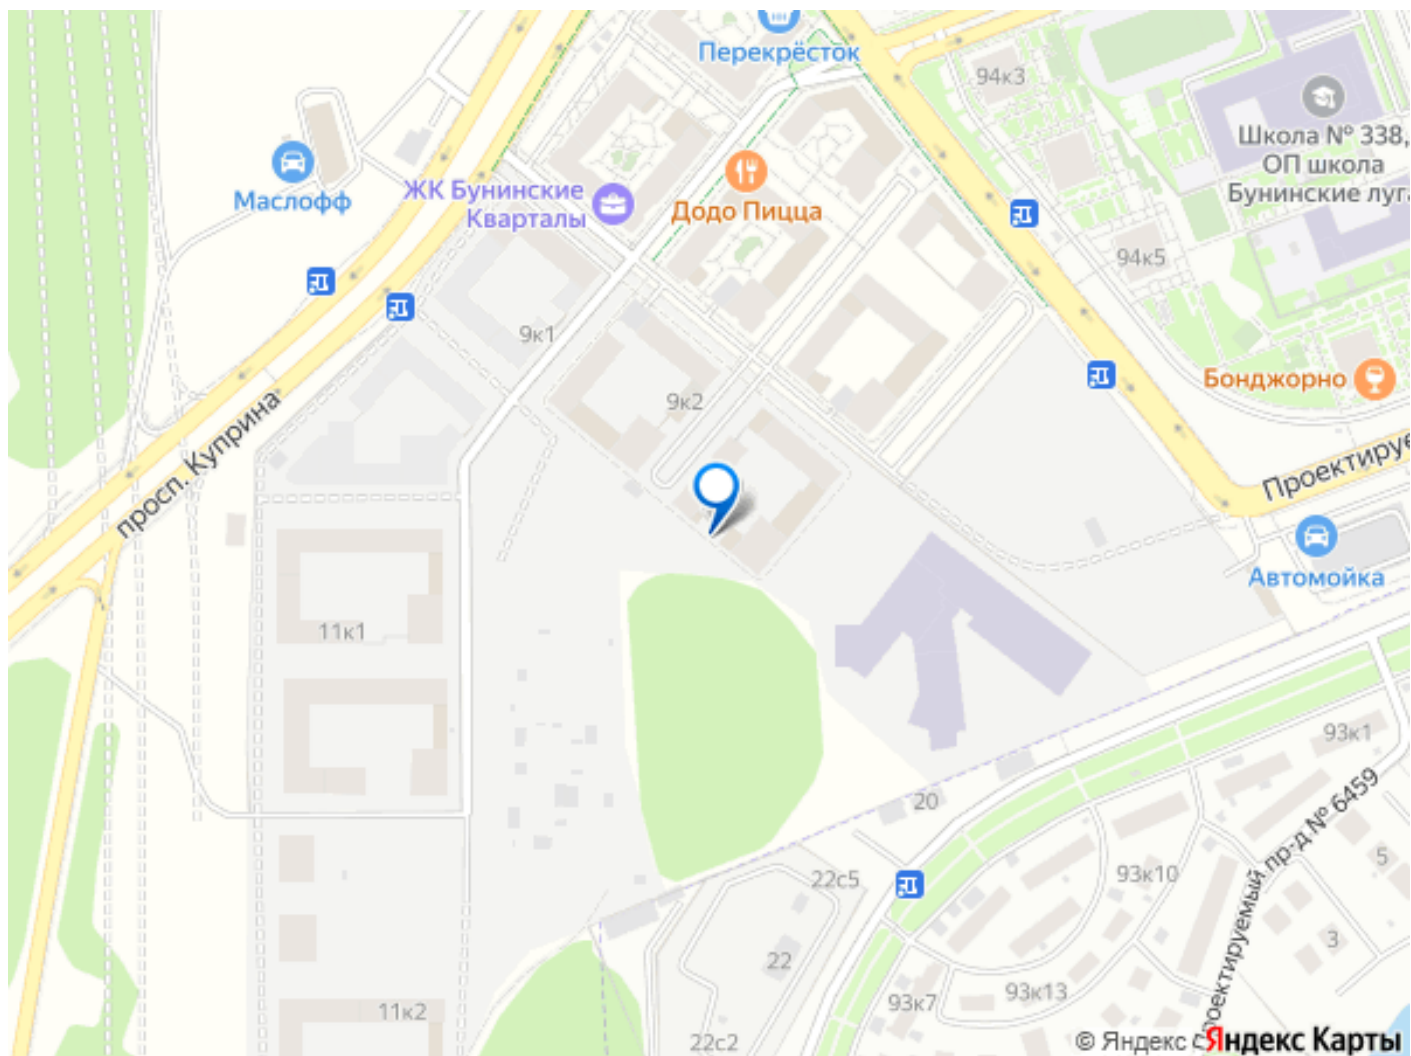 Перекрёсток
94к3
Школа № 338,
ОП школа
Бунинские луга
Маслофф
ЖК Бунинские
Кварталы
Додо Пицца
94к5
9к1
9к2
Бонджорно
просп. Куприна
Проектируе
Автомойка
11к1
93к1
20
Проектируемый пр-д № 6459
22с5
93к10
5
3
22
93к13
93к7
11к2
22с2
© Яндекс
Яндекс Карты